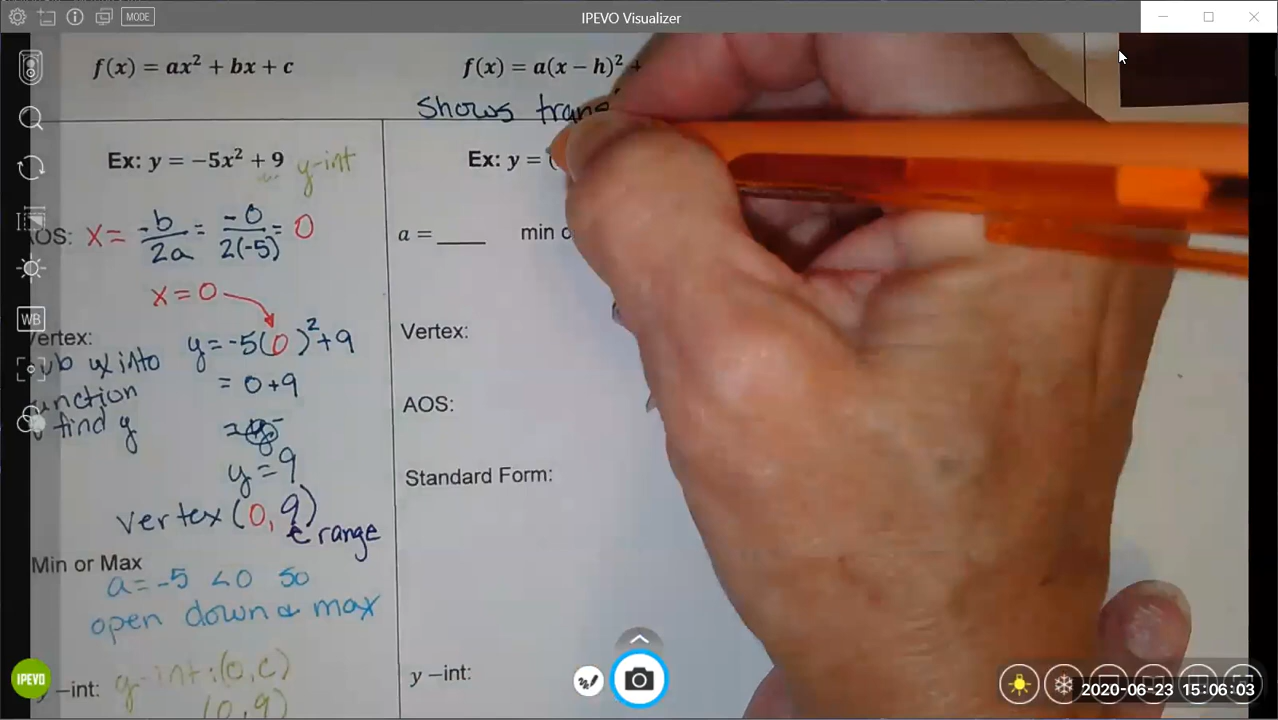 IPEVO Visualizer
MODE
f(x) = ax² + bx + c
f(x) = a(x − h)² +
Shows trans
Ex: y = −5x² + 9 y-int
Ex: y = (
AOS: x = -b/2a = -0/2(-5) = 0
a = ____ min o
x = 0
Vertex:
y = -5(0)² + 9
Vertex:
into
= 0 + 9
AOS:
find y
y = 9
Standard Form:
vertex (0, 9)
range
Min or Max
a = -5 < 0 so
open down & max
WB
IPEVO
y-int: (0, c)
–int:
(0, 9)
y –int:
2020-06-23 15:06:03